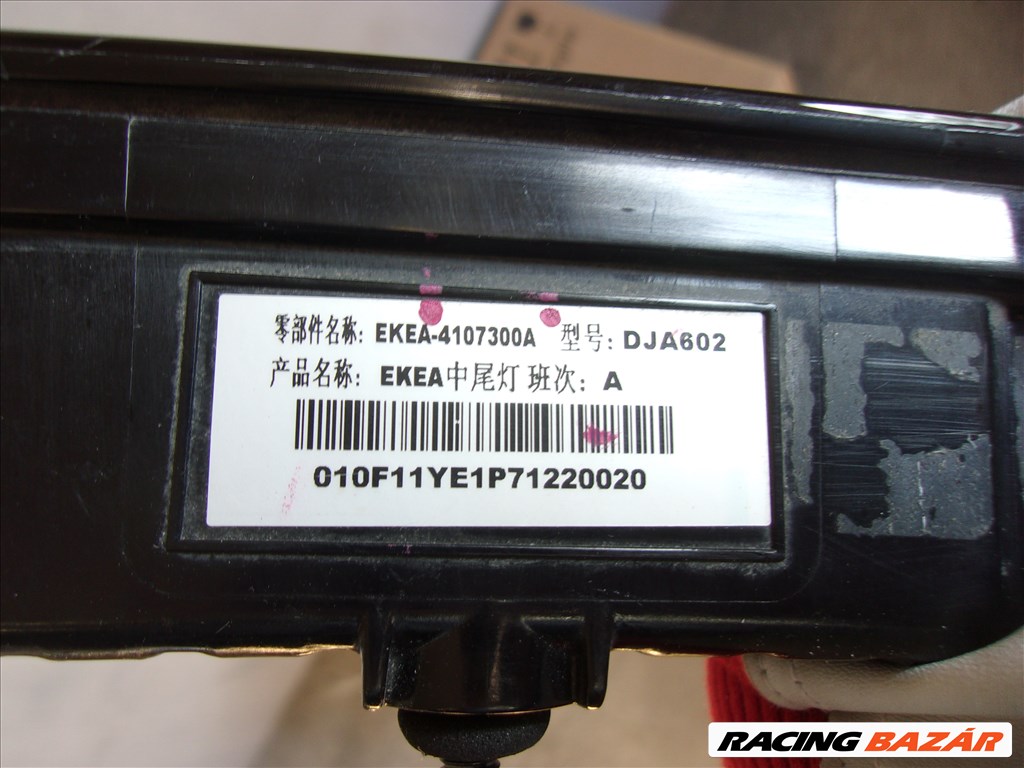 零部件名称: EKEA-4107300A 型号: DJA602
产品名称: EKEA中尾灯 班次: A
010F11YE1P71220020
RACING BAZÁR